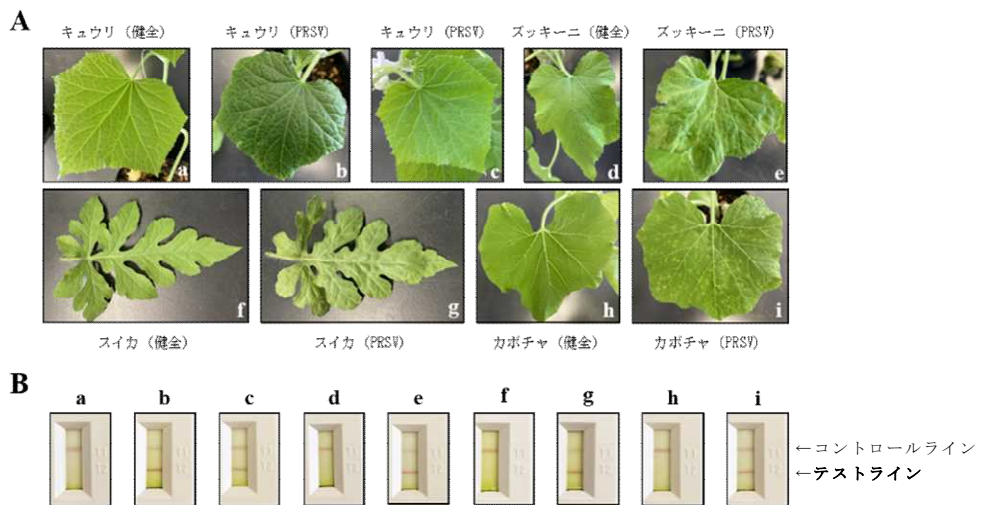 A
キュウリ (健全) キュウリ (PRSV) キュウリ (PRSV) ズッキーニ (健全) ズッキーニ (PRSV)
a b c d e
f g h i
スイカ (健全) スイカ (PRSV) カボチャ (健全) カボチャ (PRSV)
B
a b c d e f g h i
←コントロールライン
←テストライン